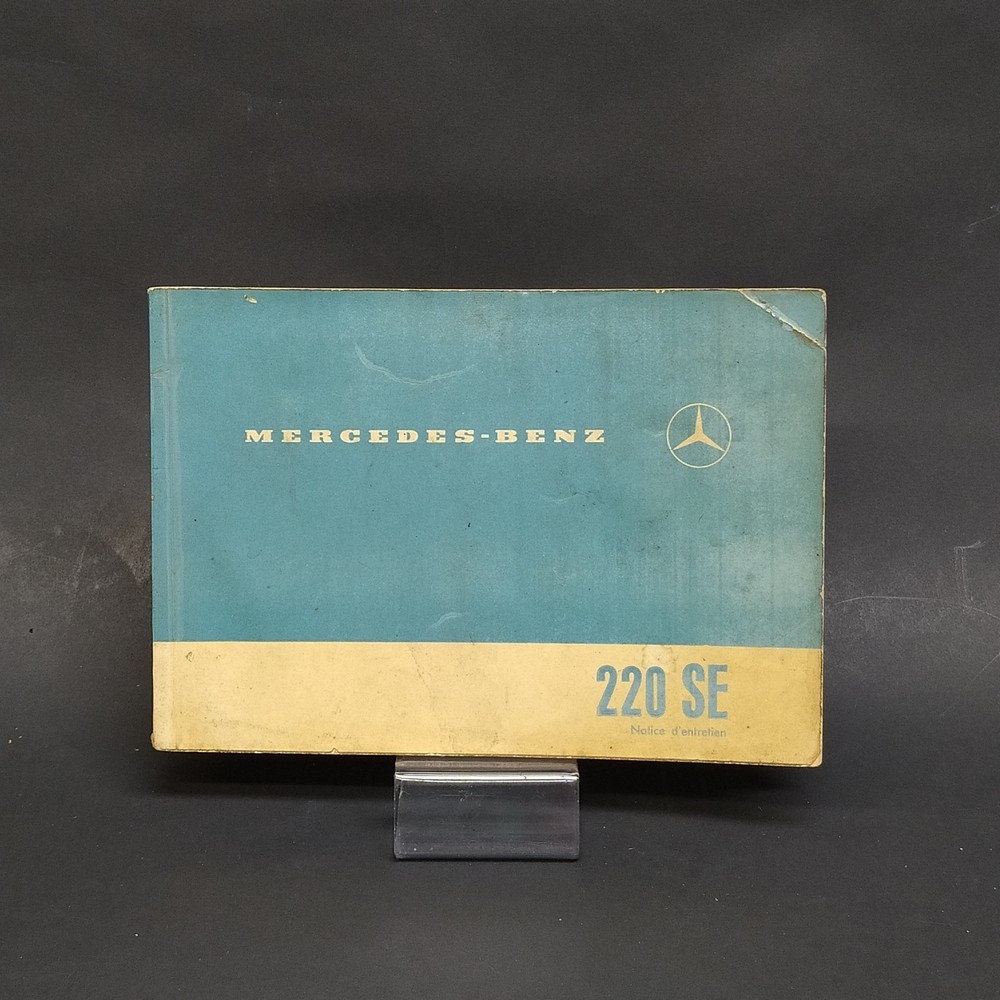 MERCEDES-BENZ
220 SE
Notice d'entretien